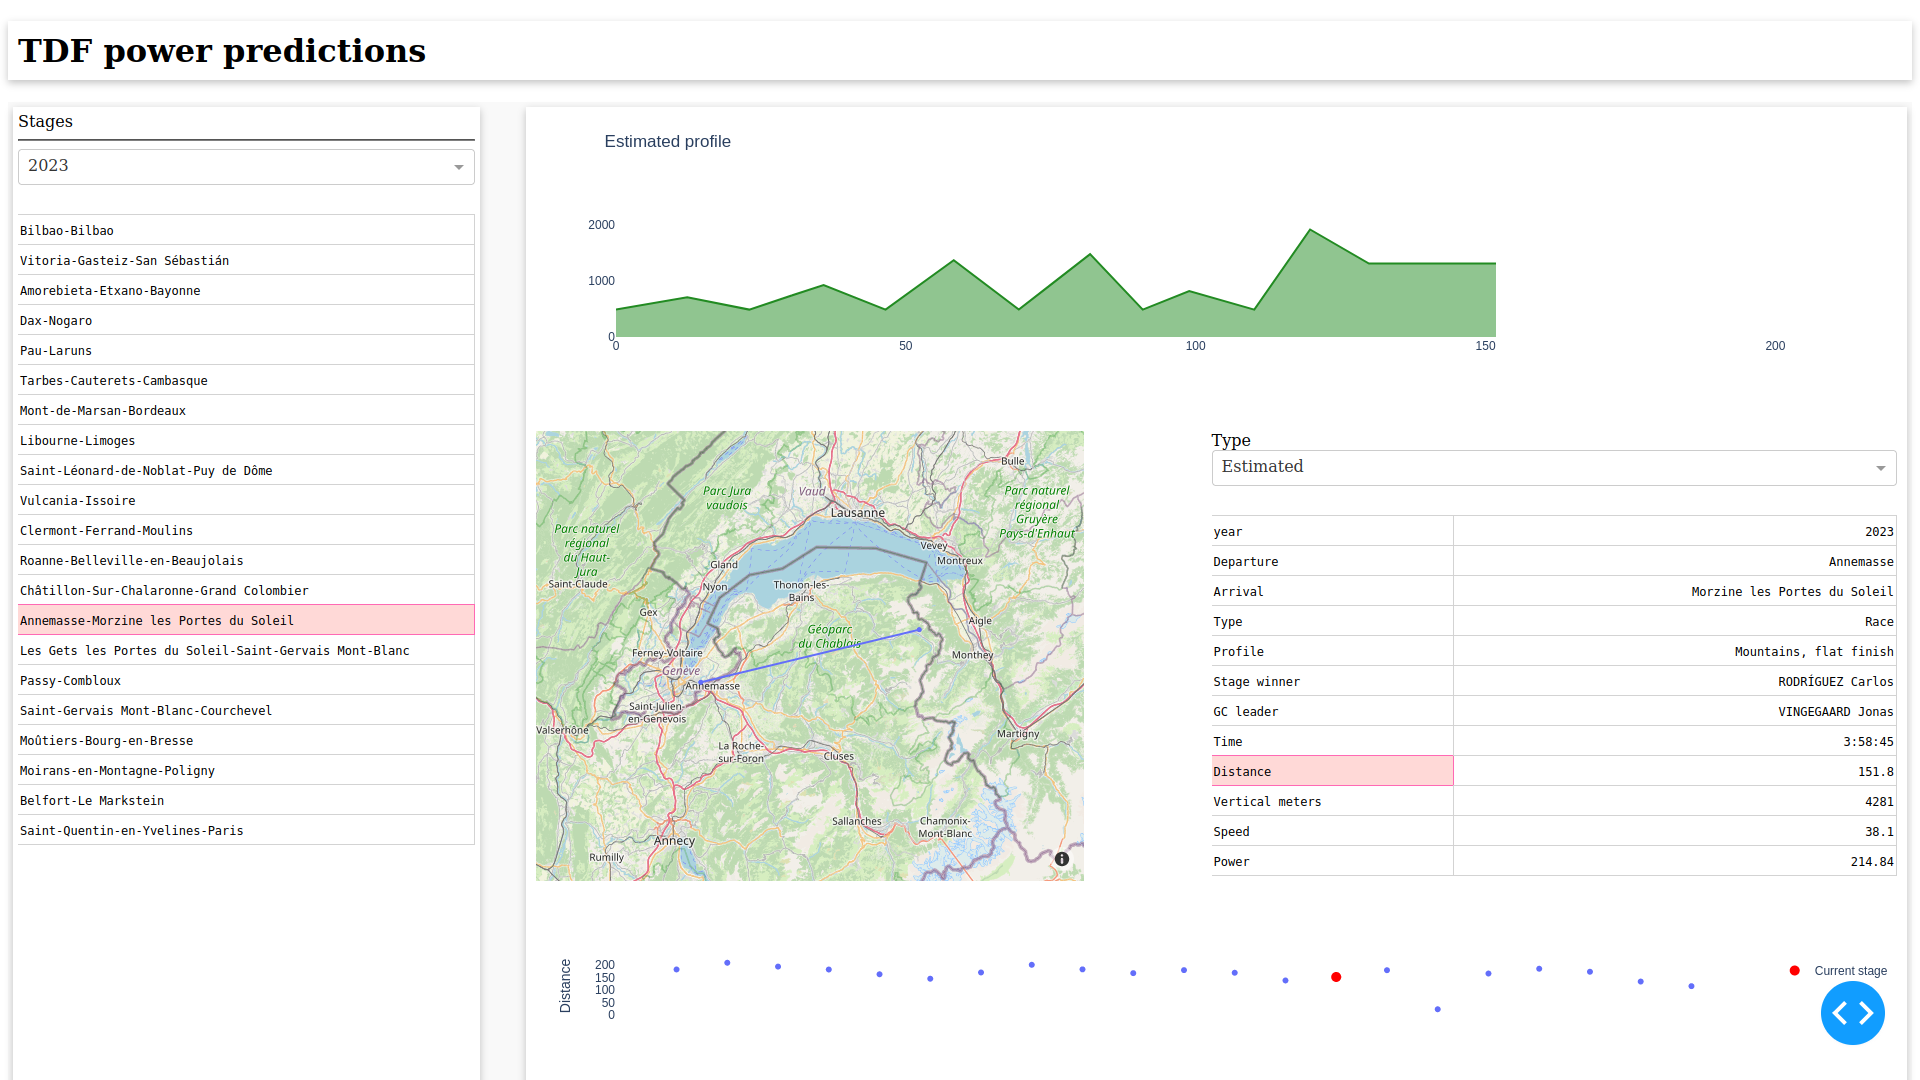 TDF power predictions
Stages
2023
Bilbao-Bilbao
Vitoria-Gasteiz-San Sébastián
Amorebieta-Etxano-Bayonne
Dax-Nogaro
Pau-Laruns
Tarbes-Cauterets-Cambasque
Mont-de-Marsan-Bordeaux
Libourne-Limoges
Saint-Léonard-de-Noblat-Puy de Dôme
Vulcania-Issoire
Clermont-Ferrand-Moulins
Roanne-Belleville-en-Beaujolais
Châtillon-Sur-Chalaronne-Grand Colombier
Annemasse-Morzine les Portes du Soleil
Les Gets les Portes du Soleil-Saint-Gervais Mont-Blanc
Passy-Combloux
Saint-Gervais Mont-Blanc-Courchevel
Moûtiers-Bourg-en-Bresse
Moirans-en-Montagne-Poligny
Belfort-Le Markstein
Saint-Quentin-en-Yvelines-Paris
Estimated profile
2000
1000
0
0 50 100 150 200
Bulle
Parc Jura
vaudois
Vaud
Parc naturel
régional
Gruyère
Pays-d'Enhaut
Lausanne
Parc naturel
régional
du Haut-
Jura
Vevey
Montreux
Gland
Saint-Claude
Nyon
Thonon-les-
Bains
Gex
Aigle
Géoparc
du Chablais
Ferney-Voltaire
Monthey
Genève
Annemasse
Saint-Julien-
en-Genevois
Valserhône
Martigny
La Roche-
sur-Foron
Cluses
Sallanches
Chamonix-
Mont-Blanc
Annecy
Rumilly
Type
Estimated
year 2023
Departure Annemasse
Arrival Morzine les Portes du Soleil
Type Race
Profile Mountains, flat finish
Stage winner RODRÍGUEZ Carlos
GC leader VINGEGAARD Jonas
Time 3:58:45
Distance 151.8
Vertical meters 4281
Speed 38.1
Power 214.84
Distance
200
150
100
50
0
Current stage